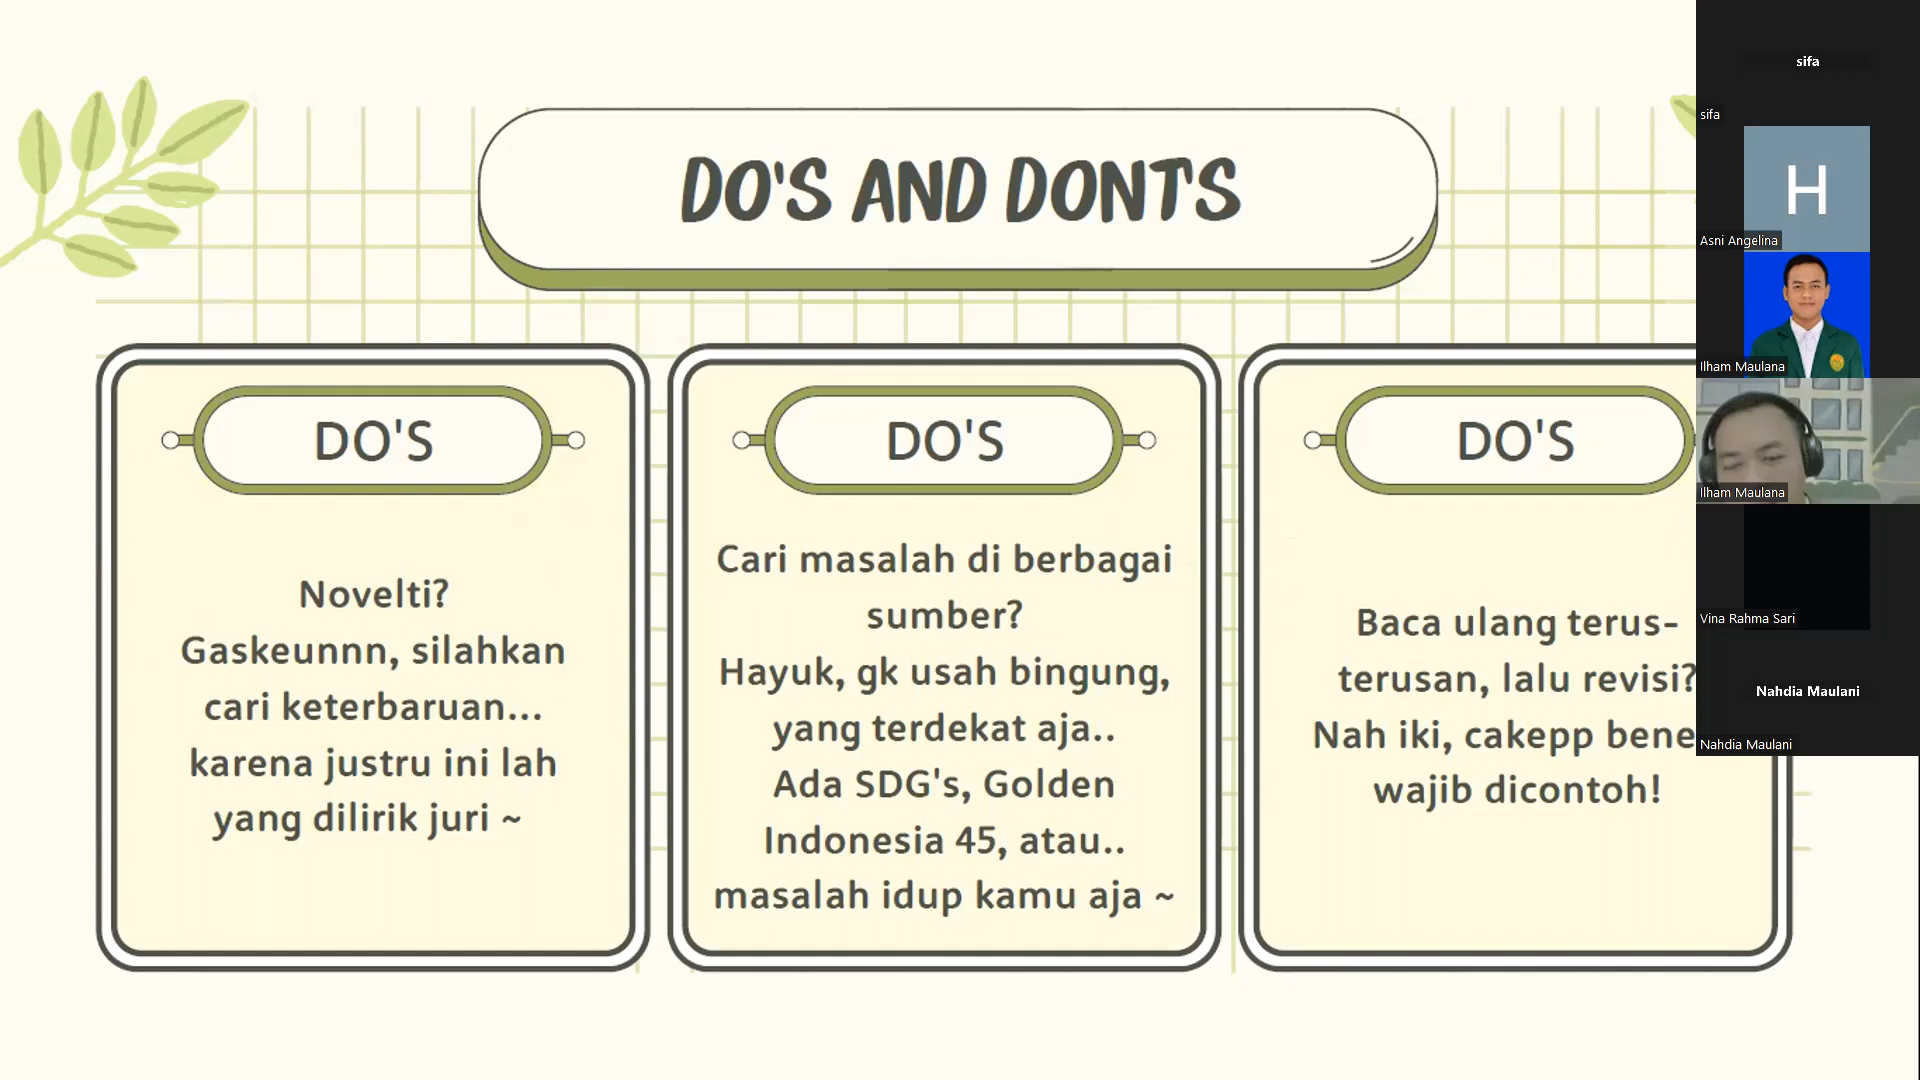 DO'S AND DONT'S
DO'S
Novelti?
Gaskeunnn, silahkan
cari keterbaruan...
karena justru ini lah
yang dilirik juri ~
DO'S
Cari masalah di berbagai
sumber?
Hayuk, gk usah bingung,
yang terdekat aja..
Ada SDG's, Golden
Indonesia 45, atau..
masalah idup kamu aja ~
DO'S
Baca ulang terus-
terusan, lalu revisi?
Nah iki, cakepp
wajib dicontoh!
sifa
sifa
H
Asni Angelina
Ilham Maulana
Ilham Maulana
Vina Rahma Sari
Nahdia Maulani
Nahdia Maulani